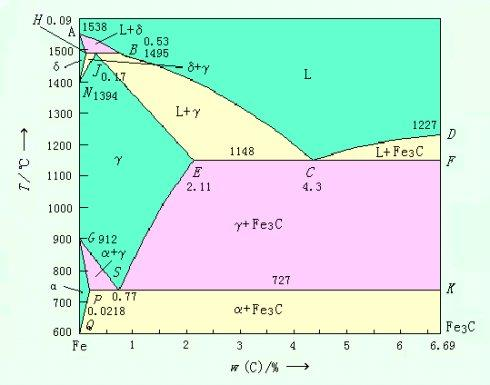 H 0.09
A 1538
L+δ
0.53
B 1495
1500
δ
J 0.17
δ+γ
N 1394
1400
L
L+γ
1300
1227
D
1200
1148
L+Fe₃C
γ
E
C
F
1100
2.11
4.3
1000
γ+Fe₃C
G 912
900
α+γ
800
S
727
K
α
P
0.77
700
0.0218
α+Fe₃C
Q
600
Fe₃C
Fe
1
2
3
4
5
6
6.69
w(C)/% →
T/℃ →